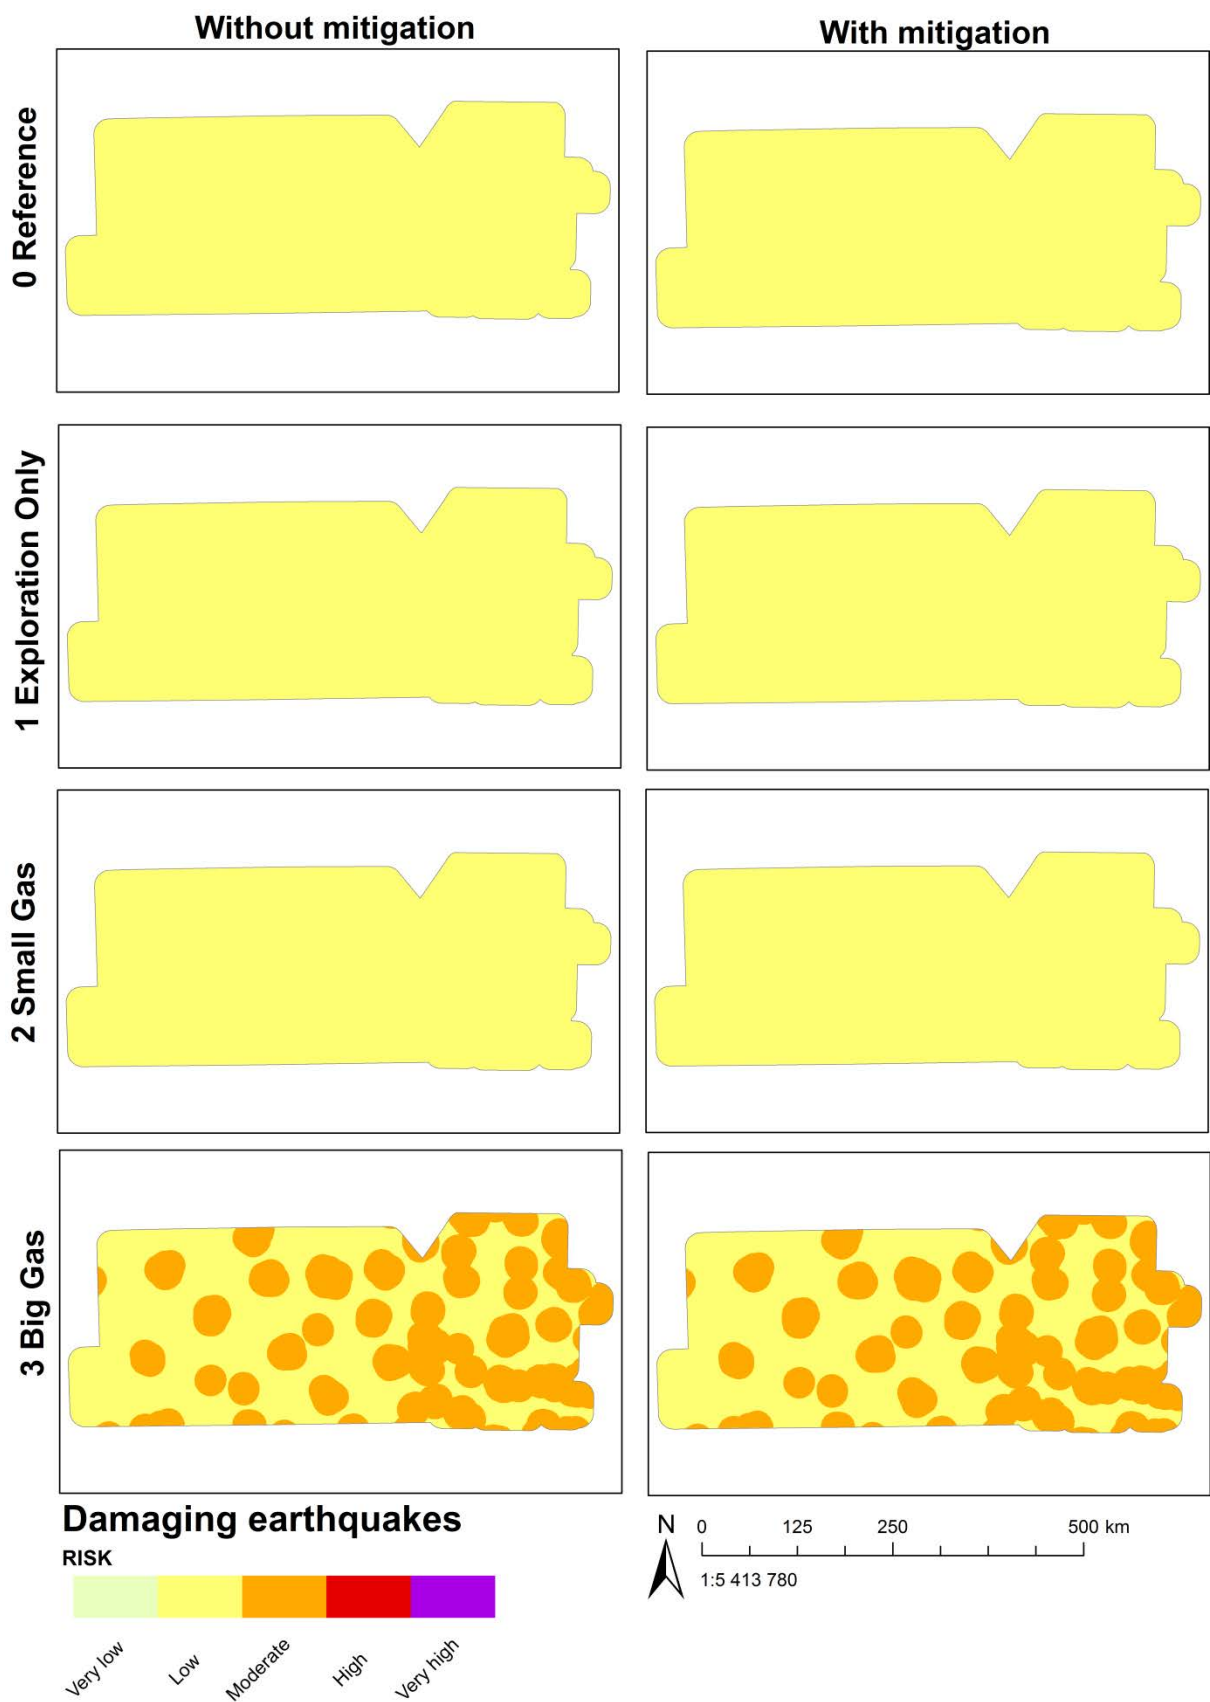 Without mitigation
With mitigation
0 Reference
1 Exploration Only
2 Small Gas
3 Big Gas
Damaging earthquakes
RISK
Very low
Low
Moderate
High
Very high
N
0 125 250 500 km
1:5 413 780